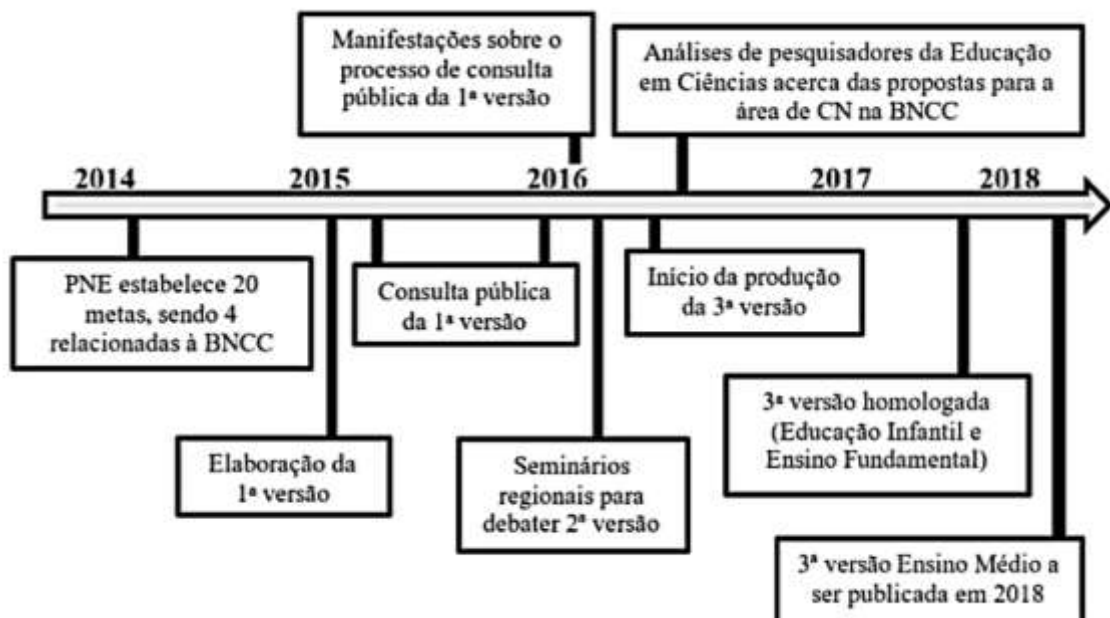 Manifestações sobre o
processo de consulta
pública da 1ª versão
Análises de pesquisadores da Educação
em Ciências acerca das propostas para a
área de CN na BNCC
2014
2015
2016
2017
2018
PNE estabelece 20
metas, sendo 4
relacionadas à BNCC
Consulta pública
da 1ª versão
Início da produção
da 3ª versão
Elaboração da
1ª versão
Seminários
regionais para
debater 2ª versão
3ª versão homologada
(Educação Infantil e
Ensino Fundamental)
3ª versão Ensino Médio a
ser publicada em 2018